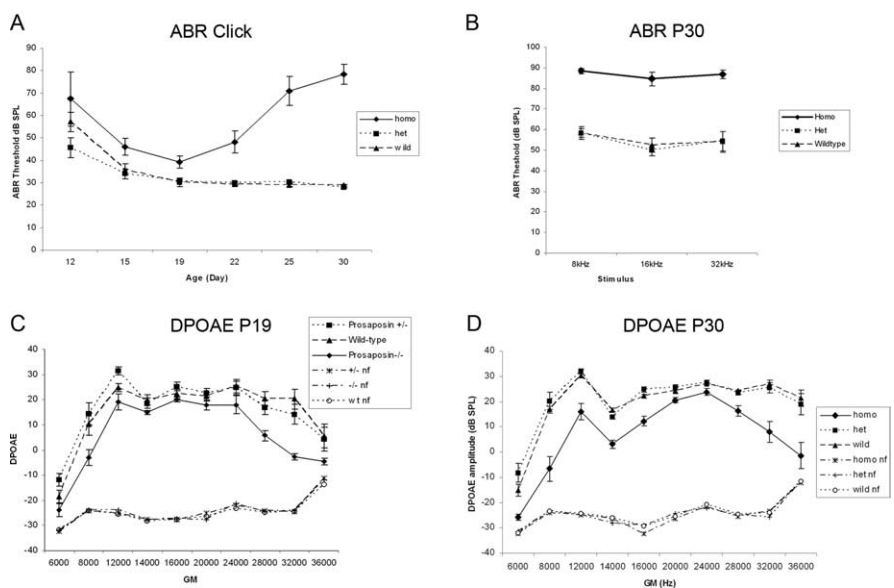 A
ABR Click
ABR Threshold dB SPL
90
80
70
60
50
40
30
20
10
0
12 15 19 22 25 30
Age (Day)
homo
het
wild
B
ABR P30
ABR Theshold (dB SPL)
100
90
80
70
60
50
40
30
20
10
0
8kHz 16kHz 32kHz
Stimulus
Homo
Het
Wildtype
C
DPOAE P19
DPOAE
40
30
20
10
0
-10
-20
-30
-40
6000 8000 12000 14000 16000 20000 24000 28000 32000 36000
GM
Prosaposin +/-
Wild-type
Prosaposin-/-
+/- nf
-/- nf
wt nf
D
DPOAE P30
DPOAE amplitude (dB SPL)
40
30
20
10
0
-10
-20
-30
-40
6000 8000 12000 14000 16000 20000 24000 28000 32000 36000
GM (Hz)
homo
het
wild
homo nf
het nf
wild nf